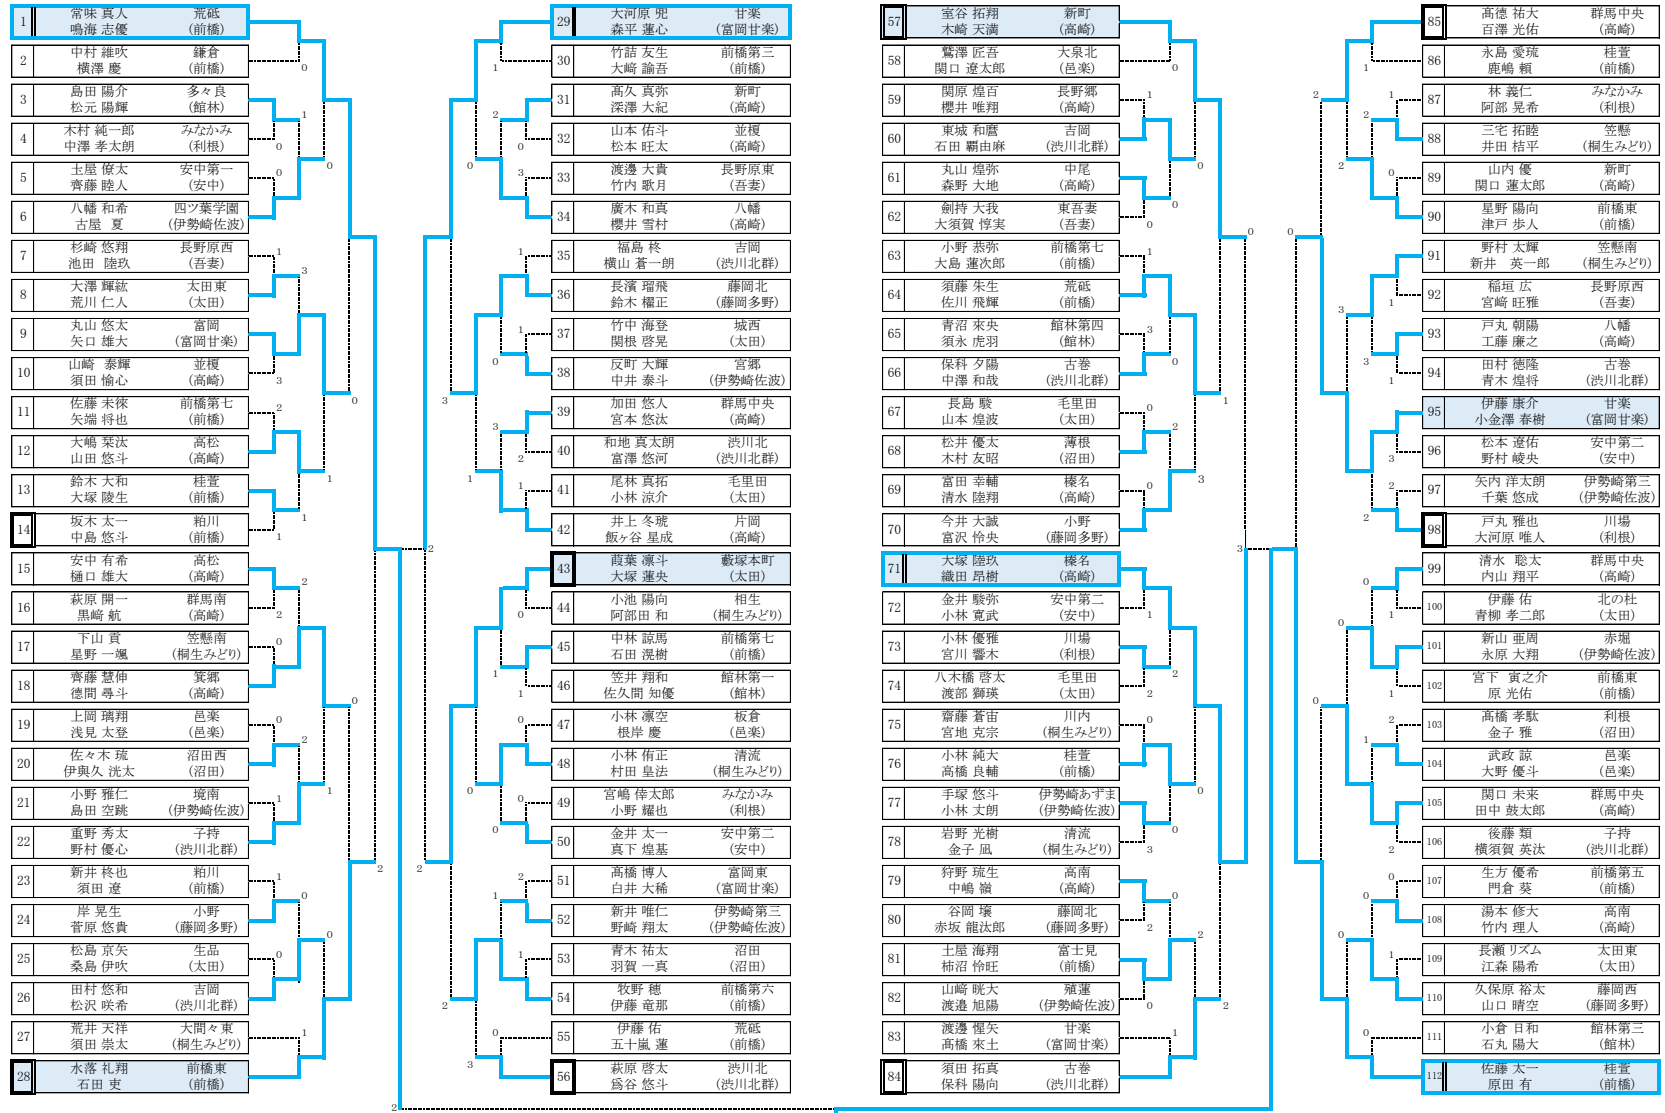 1 常味 真人 荒砥
鳴海 志優 (前橋)
2 中村 維吹 鎌倉
横澤 慶 (前橋)
3 島田 陽介 多々良
松元 陽輝 (館林)
4 木村 純一郎 みなかみ
中澤 孝太朗 (利根)
5 土屋 僚太 安中第一
齊藤 睦人 (安中)
6 八幡 和希 四ツ葉学園
古屋 夏 (伊勢崎佐波)
7 杉崎 悠翔 長野原西
池田 陸玖 (吾妻)
8 大澤 輝紘 太田東
荒川 仁人 (太田)
9 丸山 悠太 富岡
矢口 雄大 (富岡甘楽)
10 山崎 泰輝 並榎
須田 愉心 (高崎)
11 佐藤 未徠 前橋第七
矢端 将也 (前橋)
12 大嶋 栞汰 高松
山田 悠斗 (高崎)
13 鈴木 大和 桂萱
大塚 陵生 (前橋)
14 坂木 太一 粕川
中島 悠斗 (前橋)
15 安中 有希 高松
樋口 雄大 (高崎)
16 萩原 開一 群馬南
黒﨑 航 (高崎)
17 下山 貴 笠懸南
星野 一颯 (桐生みどり)
18 齊藤 慧伸 箕郷
德間 尋斗 (高崎)
19 上岡 璃翔 邑楽
浅見 太登 (邑楽)
20 佐々木 琉 沼田西
伊與久 洸太 (沼田)
21 小野 雅仁 境南
島田 空跳 (伊勢崎佐波)
22 重野 秀太 子持
野村 優心 (渋川北群)
23 新井 柊也 粕川
須田 遼 (前橋)
24 岸 晃生 小野
菅原 悠貴 (藤岡多野)
25 松島 京矢 生品
桑島 伊吹 (太田)
26 田村 悠和 吉岡
松沢 咲希 (渋川北群)
27 荒井 天祥 大間々東
須田 崇太 (桐生みどり)
28 水落 礼翔 前橋東
石田 吏 (前橋)
29 大河原 兜 甘楽
森平 蓮心 (富岡甘楽)
30 竹詰 友生 前橋第三
大﨑 諭吾 (前橋)
31 髙久 真弥 新町
深澤 大紀 (高崎)
32 山本 佑斗 並榎
松本 旺太 (高崎)
33 渡邊 大貴 長野原東
竹内 歌月 (吾妻)
34 廣木 和真 八幡
櫻井 雪村 (高崎)
35 福島 柊 吉岡
横山 蒼一朗 (渋川北群)
36 長濱 瑠飛 藤岡北
鈴木 櫂正 (藤岡多野)
37 竹中 海登 城西
関根 啓晃 (太田)
38 反町 大輝 宮郷
中井 泰斗 (伊勢崎佐波)
39 加田 悠人 群馬中央
宮本 悠汰 (高崎)
40 和地 真太朗 渋川北
富澤 悠河 (渋川北群)
41 尾林 真拓 毛里田
小林 涼介 (太田)
42 井上 冬琥 片岡
飯ヶ谷 星成 (高崎)
43 葭葉 凛斗 藪塚本町
大塚 蓮央 (太田)
44 小池 陽向 相生
阿部田 和 (桐生みどり)
45 中林 諒馬 前橋第七
石田 滉樹 (前橋)
46 笠井 翔和 館林第一
佐久間 知優 (館林)
47 小林 凛空 板倉
根岸 慶 (邑楽)
48 小林 侑正 清流
村田 皇法 (桐生みどり)
49 宮嶋 倖太郎 みなかみ
小野 耀也 (利根)
50 金井 太一 安中第二
真下 煌基 (安中)
51 髙橋 博人 富岡東
白井 大稀 (富岡甘楽)
52 新井 唯仁 伊勢崎第三
野崎 翔太 (伊勢崎佐波)
53 青木 祐太 沼田
羽賀 一真 (沼田)
54 牧野 穂 前橋第六
伊藤 竜那 (前橋)
55 伊藤 佑 荒砥
五十嵐 蓮 (前橋)
56 萩原 啓太 渋川北
爲谷 悠斗 (渋川北群)
57 室谷 拓翔 新町
木崎 天満 (高崎)
58 鷲澤 匠吾 大泉北
関口 遼太郎 (邑楽)
59 関原 煌百 長野郷
櫻井 唯翔 (高崎)
60 東城 和麿 吉岡
石田 覇由麻 (渋川北群)
61 丸山 煌弥 中尾
森野 大地 (高崎)
62 劍持 大我 東吾妻
大須賀 惇実 (吾妻)
63 小野 恭弥 前橋第七
大島 蓮次郎 (前橋)
64 須藤 朱生 荒砥
佐川 飛輝 (前橋)
65 青沼 來央 館林第四
須永 虎羽 (館林)
66 保科 夕陽 古巻
中澤 和哉 (渋川北群)
67 長島 駿 毛里田
山本 煌波 (太田)
68 松井 優太 薄根
木村 友昭 (沼田)
69 富田 幸輔 榛名
清水 陸翔 (高崎)
70 今井 大誠 小野
富沢 怜央 (藤岡多野)
71 大塚 陸玖 榛名
織田 昂樹 (高崎)
72 金井 駿弥 安中第二
小林 寛武 (安中)
73 小林 優雅 川場
宮川 響木 (利根)
74 八木橋 啓太 毛里田
渡部 獅瑛 (太田)
75 齋藤 蒼宙 川内
宮地 克宗 (桐生みどり)
76 小林 純大 桂萱
高橋 良輔 (前橋)
77 手塚 悠斗 伊勢崎あずま
小林 丈朗 (伊勢崎佐波)
78 岩野 光樹 清流
金子 凪 (桐生みどり)
79 狩野 琉生 高南
中嶋 嶺 (高崎)
80 谷岡 壌 藤岡北
赤坂 龍汰郎 (藤岡多野)
81 土屋 海翔 富士見
柿沼 怜旺 (前橋)
82 山﨑 晄大 殖蓮
渡邉 旭陽 (伊勢崎佐波)
83 渡邊 惺矢 甘楽
髙橋 來士 (富岡甘楽)
84 須田 拓真 古巻
保科 陽向 (渋川北群)
85 髙德 祐大 群馬中央
百澤 光佑 (高崎)
86 永島 愛琉 桂萱
鹿嶋 頼 (前橋)
87 林 義仁 みなかみ
阿部 晃希 (利根)
88 三宅 拓睦 笠懸
井田 桔平 (桐生みどり)
89 山内 優 新町
関口 蓮太郎 (高崎)
90 星野 陽向 前橋東
津戸 歩人 (前橋)
91 野村 太輝 笠懸南
新井 英一郎 (桐生みどり)
92 稲垣 広 長野原西
宮崎 旺雅 (吾妻)
93 戸丸 朝陽 八幡
工藤 廉之 (高崎)
94 田村 徳隆 古巻
青木 煌将 (渋川北群)
95 伊藤 康介 甘楽
小金澤 春樹 (富岡甘楽)
96 松本 遼佑 安中第二
野村 崚央 (安中)
97 矢内 洋太朗 伊勢崎第三
千葉 悠成 (伊勢崎佐波)
98 戸丸 雅也 川場
大河原 唯人 (利根)
99 清水 聡太 群馬中央
内山 翔平 (高崎)
100 伊藤 佑 北の杜
青柳 孝二郎 (太田)
101 新山 亜周 赤堀
永原 大翔 (伊勢崎佐波)
102 宮下 寅之介 前橋東
原 光佑 (前橋)
103 髙橋 孝駄 利根
金子 雅 (沼田)
104 武政 諒 邑楽
大野 優斗 (邑楽)
105 関口 未来 群馬中央
田中 鼓太郎 (高崎)
106 後藤 類 子持
横須賀 英汰 (渋川北群)
107 生方 優希 前橋第五
門倉 葵 (前橋)
108 湯本 修大 高南
竹内 理人 (高崎)
109 長瀬 リズム 太田東
江森 陽希 (太田)
110 久保原 裕太 藤岡西
山口 晴空 (藤岡多野)
111 小倉 日和 館林第三
石丸 陽大 (館林)
112 佐藤 太一 桂萱
原田 有 (前橋)